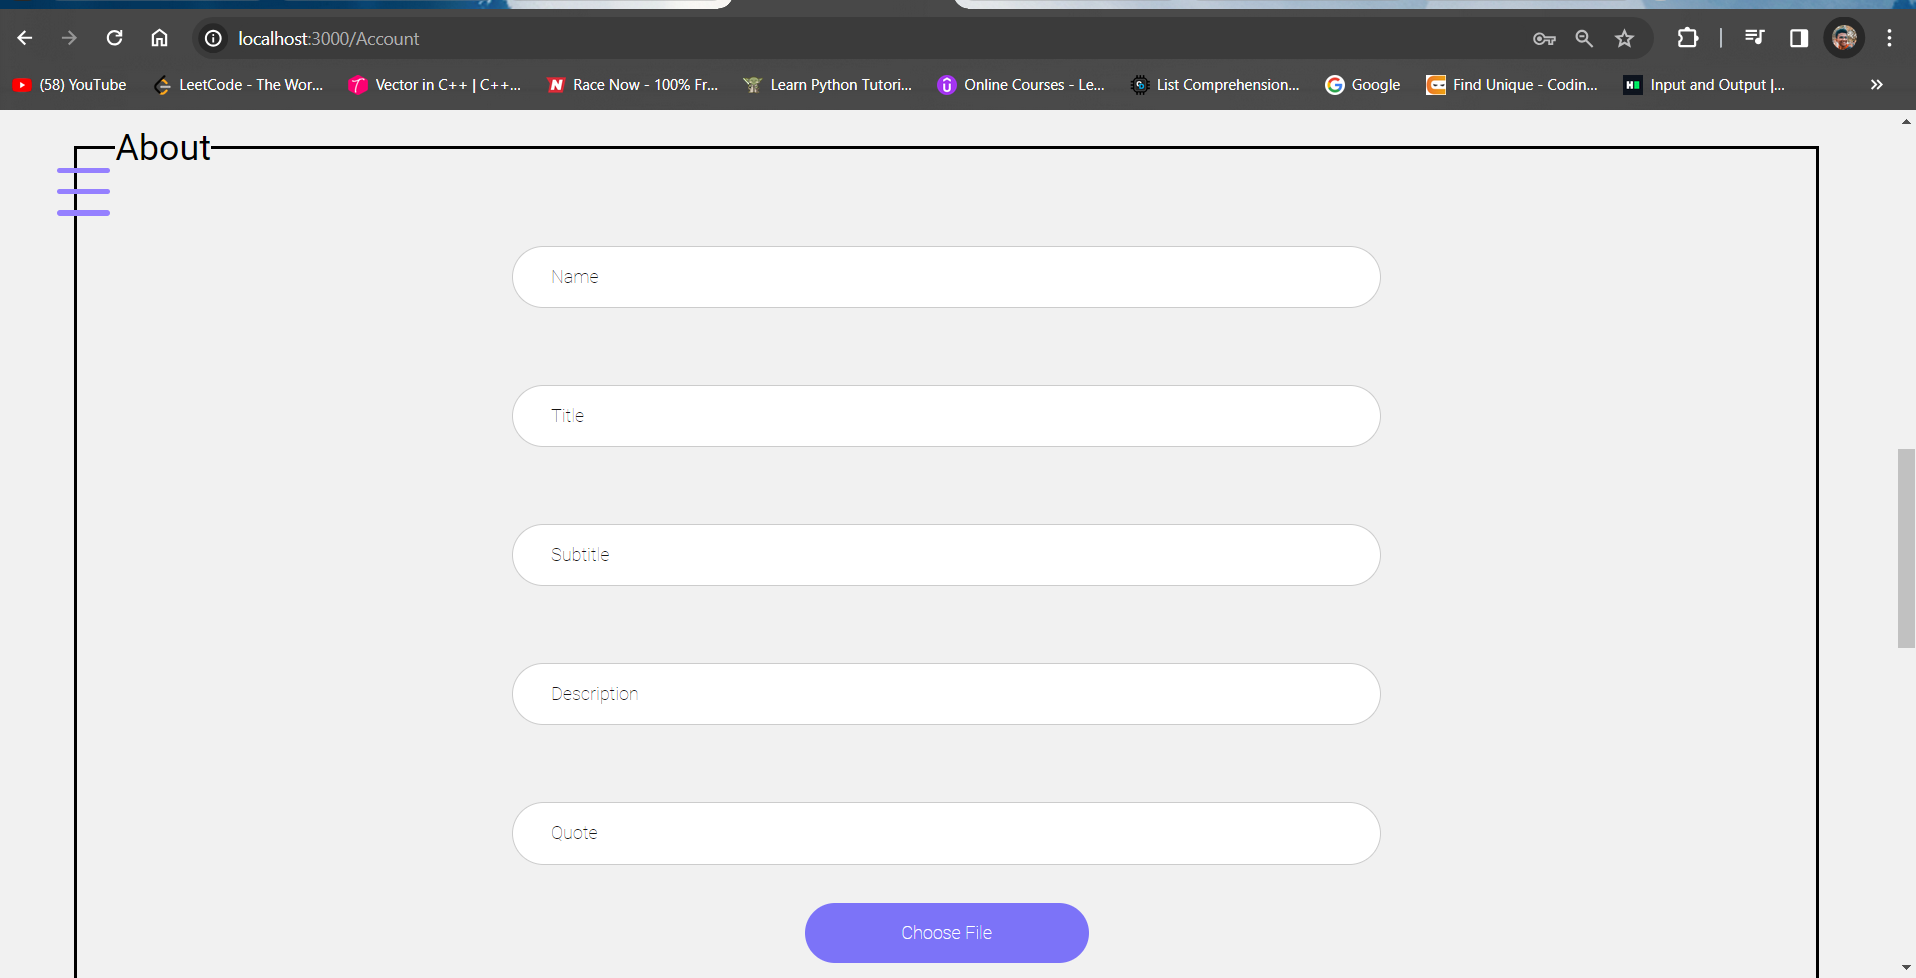 localhost:3000/Account
(58) YouTube LeetCode - The Wor... Vector in C++ | C++... Race Now - 100% Fr... Learn Python Tutori... Online Courses - Le... List Comprehension... Google Find Unique - Codin... Input and Output |...
About
Name
Title
Subtitle
Description
Quote
Choose File